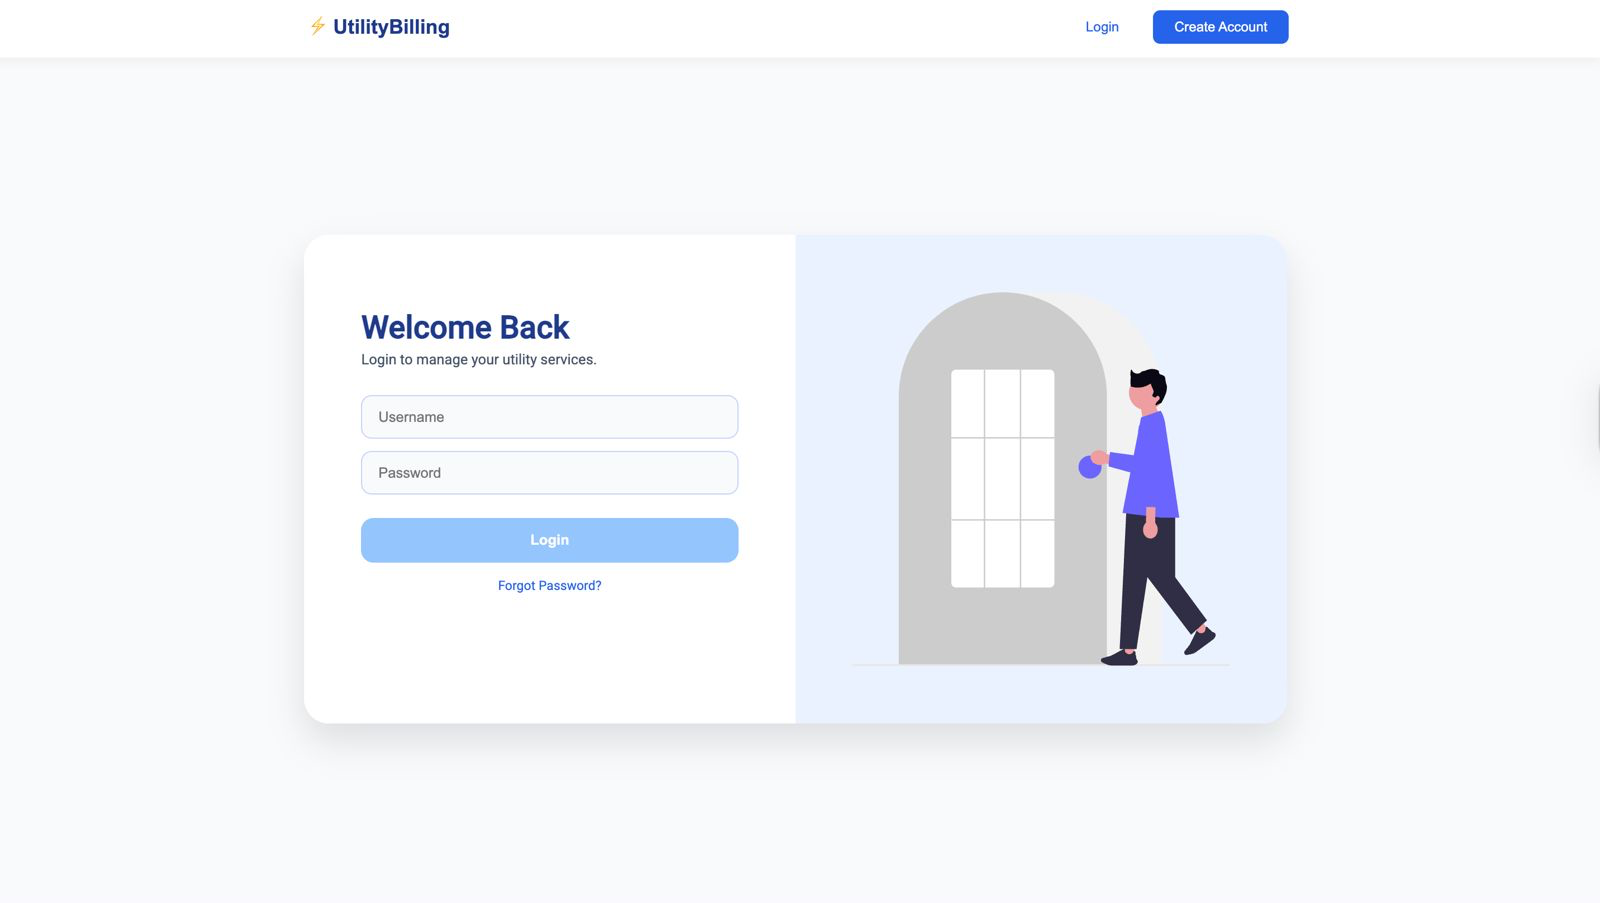 ⚡ UtilityBilling
Login
Create Account
Welcome Back
Login to manage your utility services.
Username
Password
Login
Forgot Password?